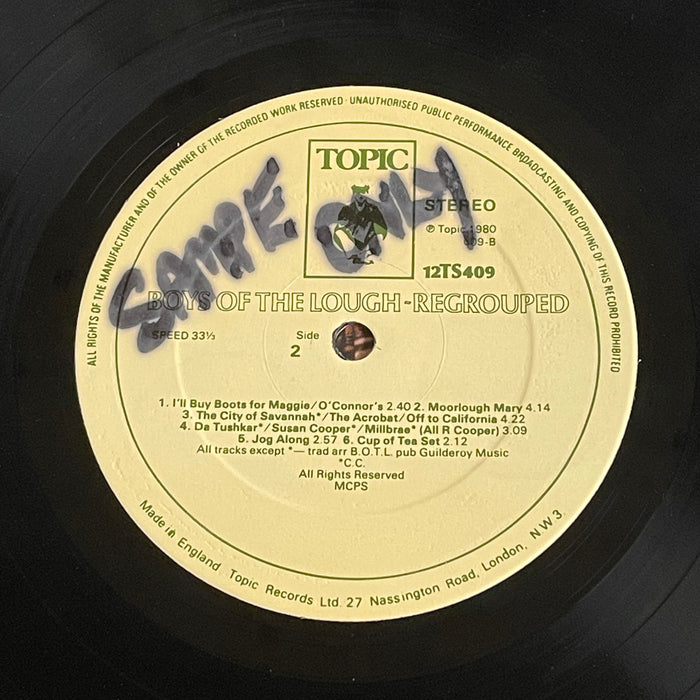 ALL RIGHTS OF THE MANUFACTURER AND OF THE OWNER OF THE RECORDED WORK RESERVED · UNAUTHORISED PUBLIC PERFORMANCE BROADCASTING AND COPYING OF THIS RECORD PROHIBITED
TOPIC
SAMPLE ONLY
STEREO
℗ Topic 1980
409-B
12TS409
BOYS OF THE LOUGH-REGROUPED
SPEED 33⅓
Side
2
1. I'll Buy Boots for Maggie/O'Connor's 2.40 2. Moorlough Mary 4.14
3. The City of Savannah*/The Acrobat/Off to California 4.22
4. Da Tushkar*/Susan Cooper*/Millbrae* (All R Cooper) 3.09
5. Jog Along 2.57 6. Cup of Tea Set 2.12
All tracks except *— trad arr B.O.T.L. pub Guilderoy Music
*C.C.
All Rights Reserved
MCPS
Made in England Topic Records Ltd. 27 Nassington Road, London, NW3.